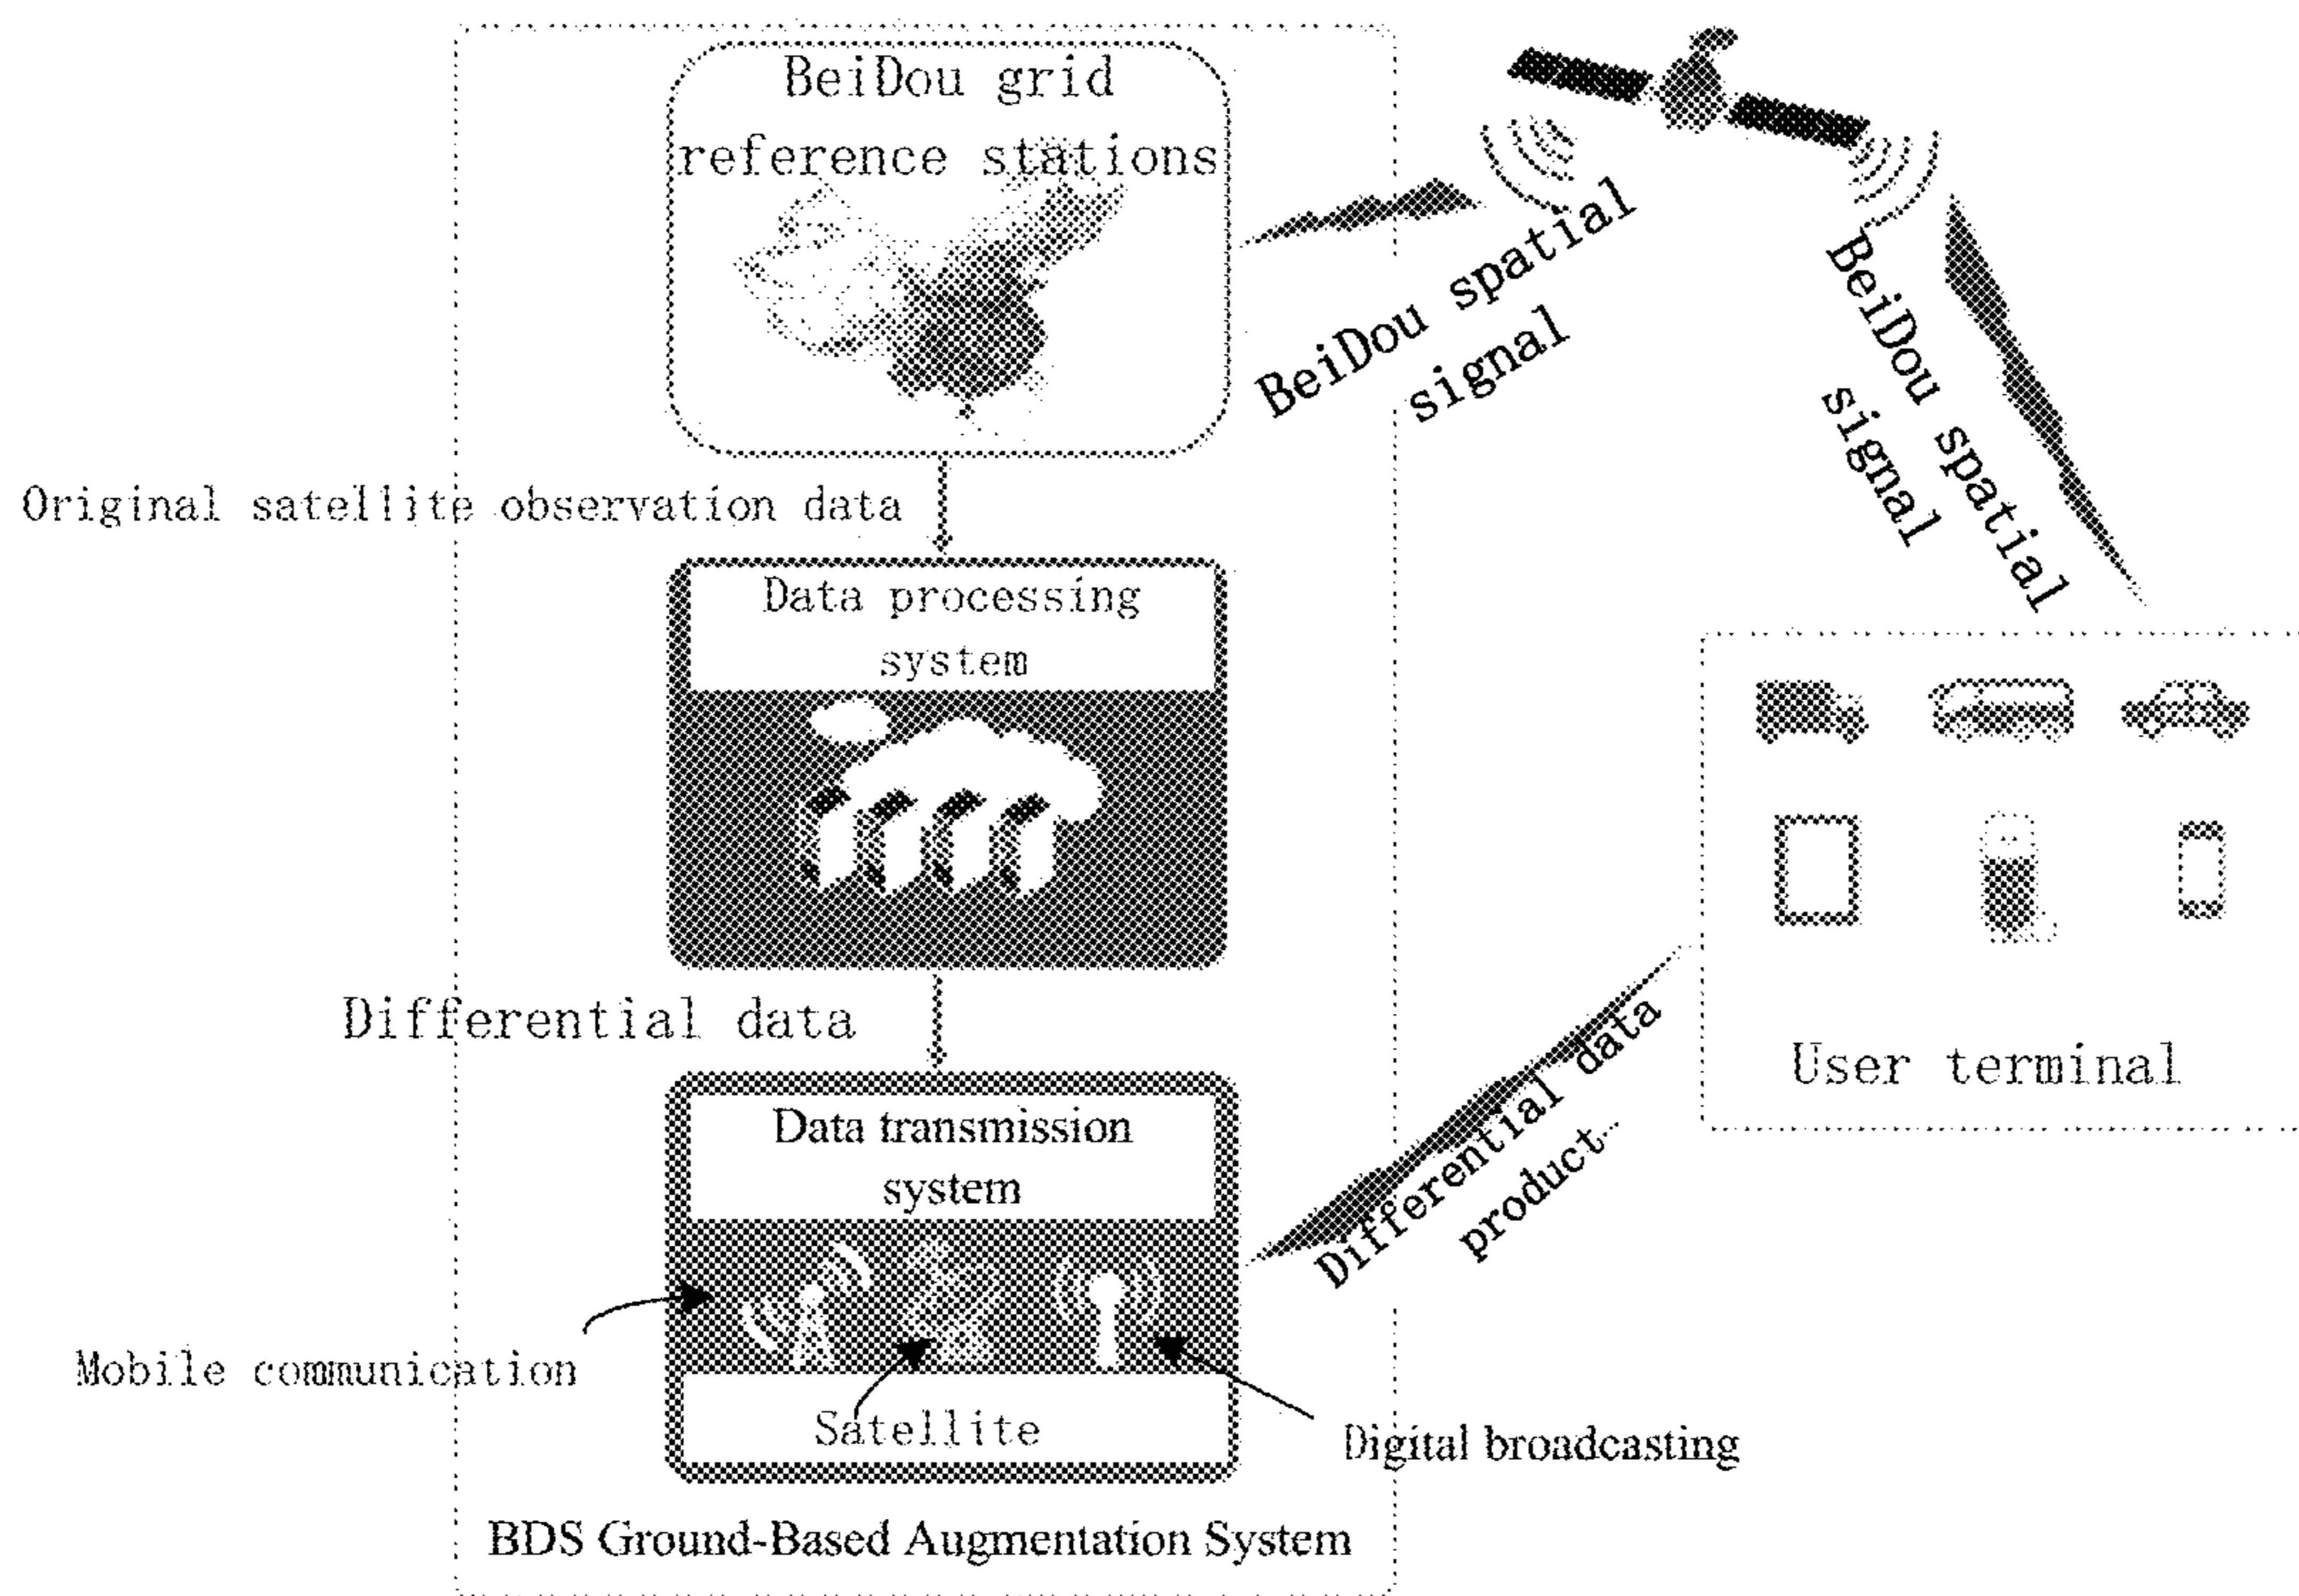 BeiDou grid
reference stations
BeiDou spatial
signal
BeiDou spatial
signal
Original satellite observation data
Data processing
system
Differential data
User terminal
Data transmission
system
Differential data
product
Mobile communication
Satellite
Digital broadcasting
BDS Ground-Based Augmentation System